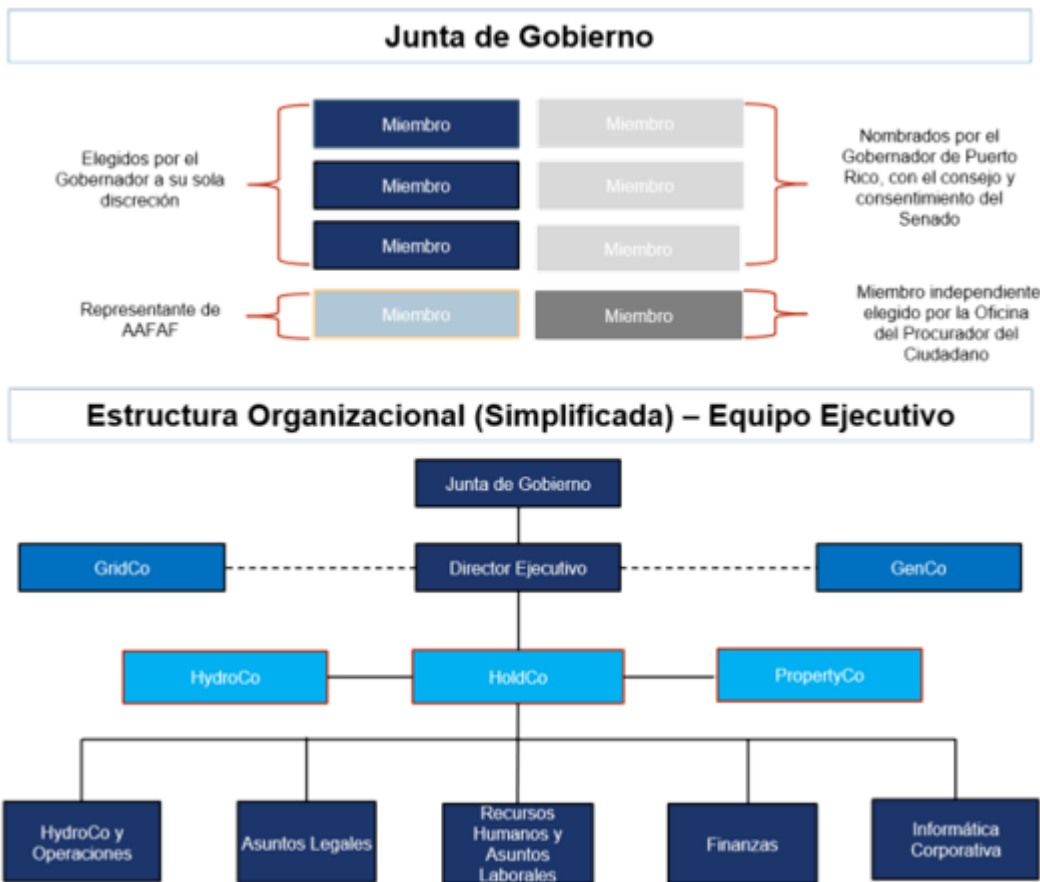 Junta de Gobierno
Elegidos por el
Gobernador a su sola
discreción
Miembro
Miembro
Miembro
Miembro
Miembro
Miembro
Nombrados por el
Gobernador de Puerto
Rico, con el consejo y
consentimiento del
Senado
Representante de
AAFAF
Miembro
Miembro
Miembro independiente
elegido por la Oficina
del Procurador del
Ciudadano
Estructura Organizacional (Simplificada) – Equipo Ejecutivo
Junta de Gobierno
GridCo
Director Ejecutivo
GenCo
HydroCo
HoldCo
PropertyCo
HydroCo y
Operaciones
Asuntos Legales
Recursos
Humanos y
Asuntos
Laborales
Finanzas
Informática
Corporativa